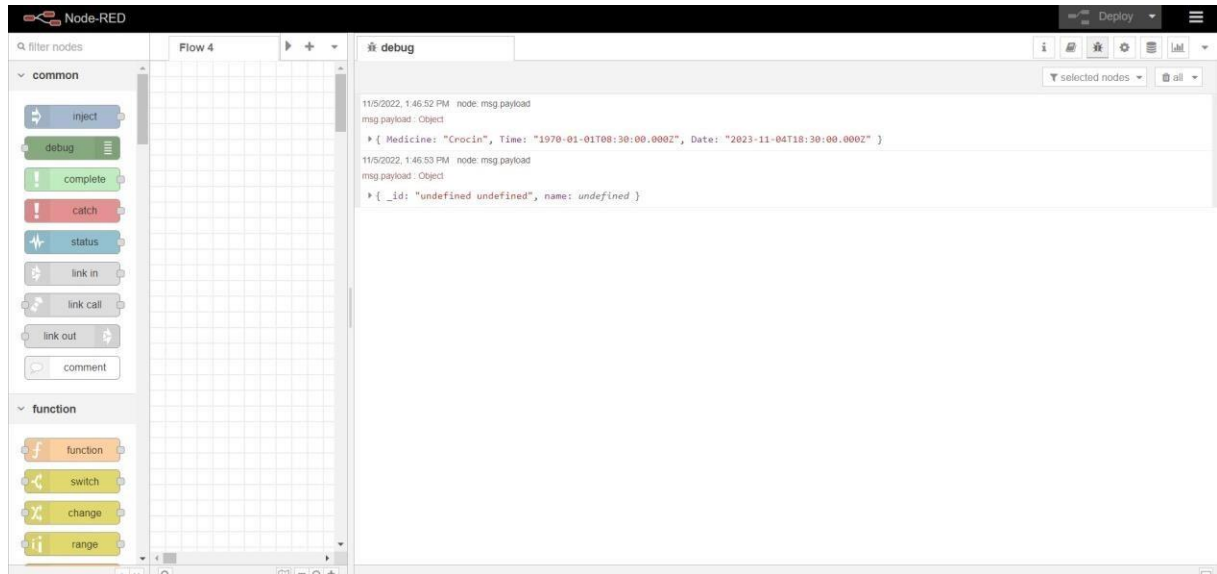 Node-RED
Deploy
filter nodes
Flow 4
debug
i
common
selected nodes
all
inject
debug
complete
catch
status
link in
link call
link out
comment
function
function
switch
change
range
11/5/2022, 1:46:52 PM node: msg.payload
msg.payload : Object
{ Medicine: "Crocin", Time: "1970-01-01T08:30:00.000Z", Date: "2023-11-04T18:30:00.000Z" }
11/5/2022, 1:46:53 PM node: msg.payload
msg.payload : Object
{ _id: "undefined undefined", name: undefined }